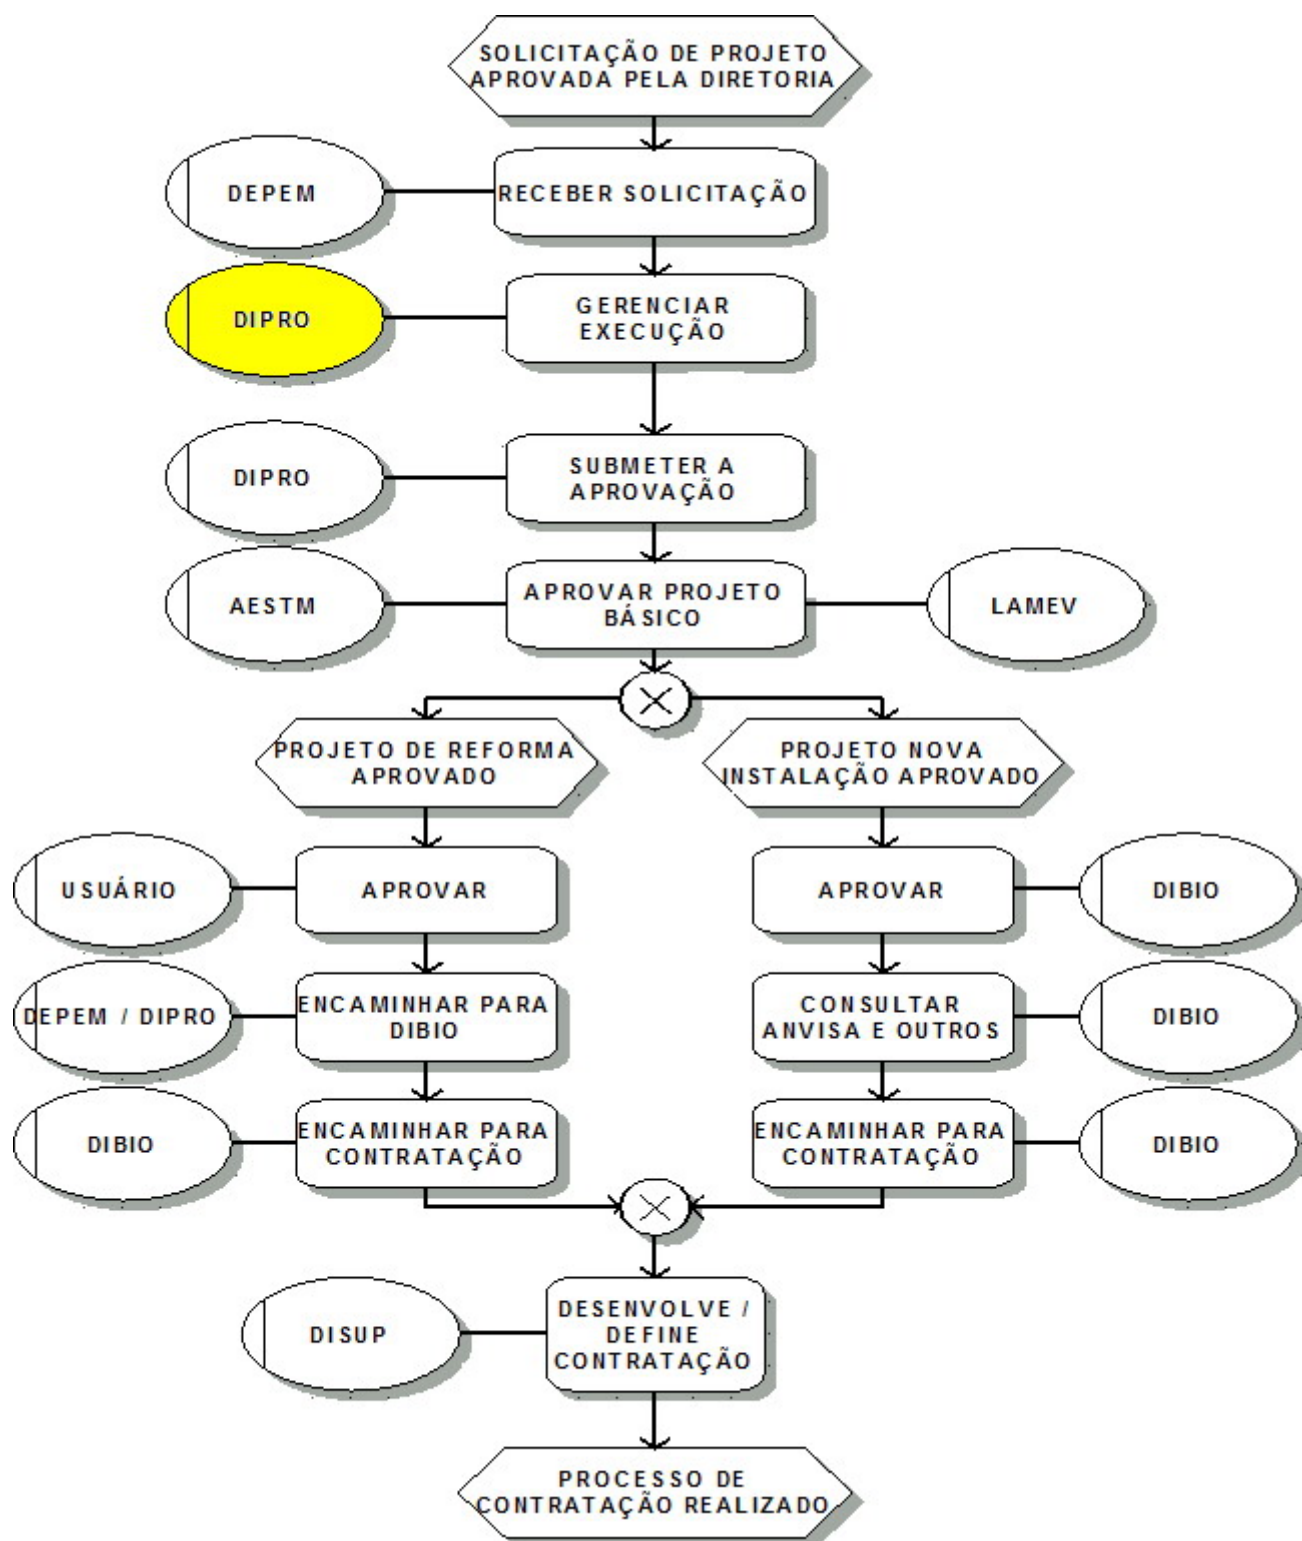 SOLICITAÇÃO DE PROJETO
APROVADA PELA DIRETORIA
DEPEM
RECEBER SOLICITAÇÃO
DIPRO
GERENCIAR
EXECUÇÃO
DIPRO
SUBMETER A
APROVAÇÃO
AESTM
APROVAR PROJETO
BÁSICO
LAMEV
PROJETO DE REFORMA
APROVADO
PROJETO NOVA
INSTALAÇÃO APROVADO
USUÁRIO
APROVAR
APROVAR
DIBIO
DEPEM / DIPRO
ENCAMINHAR PARA
DIBIO
CONSULTAR
ANVISA E OUTROS
DIBIO
DIBIO
ENCAMINHAR PARA
CONTRATAÇÃO
ENCAMINHAR PARA
CONTRATAÇÃO
DIBIO
DISUP
DESENVOLVE /
DEFINE
CONTRATAÇÃO
PROCESSO DE
CONTRATAÇÃO REALIZADO